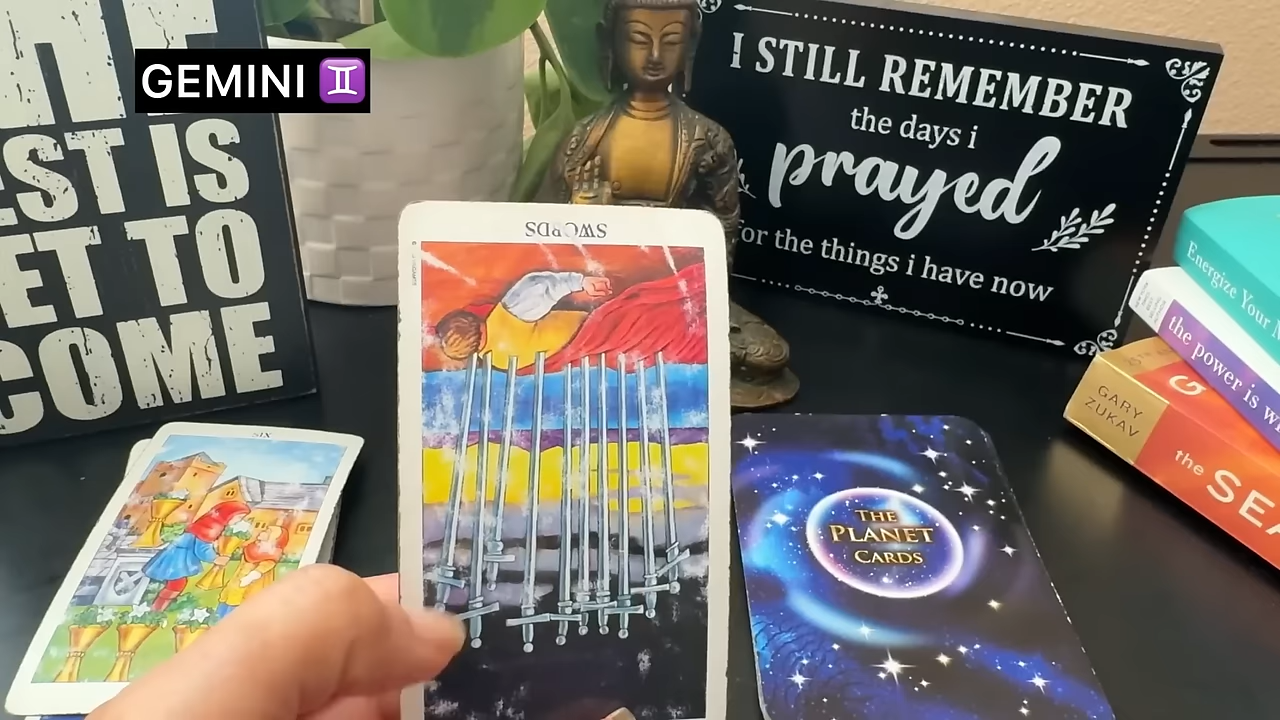 GEMINI ♊
EST IS
ET TO
COME
I STILL REMEMBER
the days i
prayed
for the things i have now
SWORDS
SIX
THE
PLANET
CARDS
Energize Your
the power is
GARY
ZUKAV
the SEA